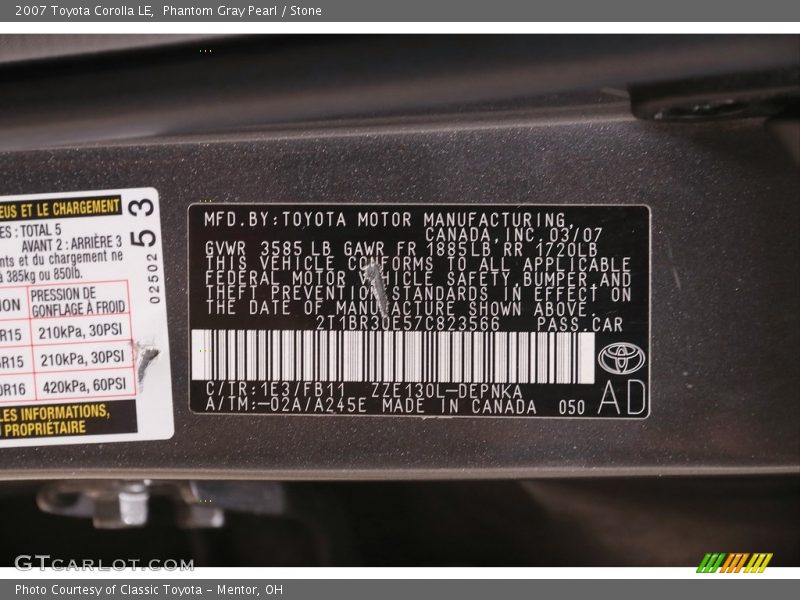 2007 Toyota Corolla LE, Phantom Gray Pearl / Stone
EUS ET LE CHARGEMENT
ES : TOTAL 5
AVANT 2 : ARRIÈRE 3
nts et du chargement ne
à 385kg ou 850lb.
ION PRESSION DE
GONFLAGE À FROID
R15 210kPa, 30PSI
R15 210kPa, 30PSI
0R16 420kPa, 60PSI
LES INFORMATIONS,
PROPRIÉTAIRE
53
02502
MFD.BY:TOYOTA MOTOR MANUFACTURING,
CANADA,INC.03/07
GVWR 3585LB GAWR FR 1885LB,RR 1720LB
THIS VEHICLE CONFORMS TO ALL APPLICABLE
FEDERAL MOTOR VEHICLE SAFETY,BUMPER,AND
THEFT PREVENTION STANDARDS IN EFFECT ON
THE DATE OF MANUFACTURE SHOWN ABOVE.
2T1BR30E57C823566 PASS.CAR
C/TR:1E3/FB11 ZZE130L-DEPNKA
A/TM:-02A/A245E MADE IN CANADA 050 AD
GTCARLOT.COM
Photo Courtesy of Classic Toyota - Mentor, OH